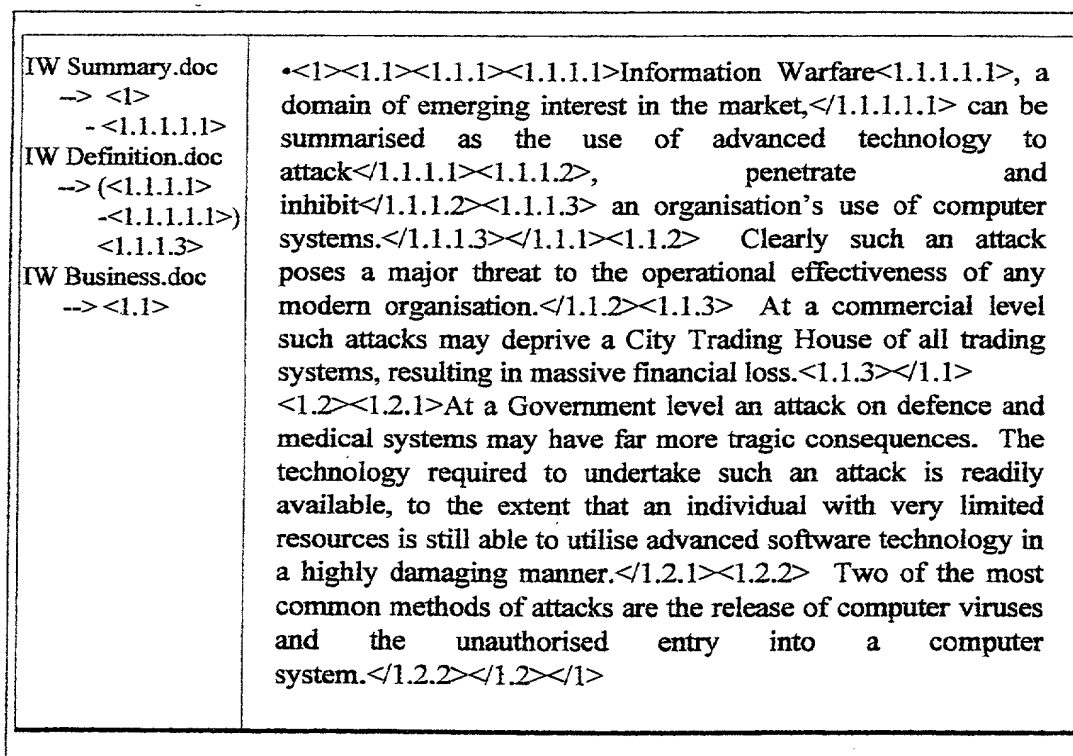 IW Summary.doc
--> <1>
- <1.1.1.1.1>
IW Definition.doc
--> (<1.1.1.1>
-<1.1.1.1.1>)
<1.1.1.3>
IW Business.doc
--> <1.1>
•<1><1.1><1.1.1><1.1.1.1>Information Warfare<1.1.1.1.1>, a
domain of emerging interest in the market,</1.1.1.1.1> can be
summarised as the use of advanced technology to
attack</1.1.1.1><1.1.1.2>, penetrate and
inhibit</1.1.1.2><1.1.1.3> an organisation's use of computer
systems.</1.1.1.3></1.1.1><1.1.2> Clearly such an attack
poses a major threat to the operational effectiveness of any
modern organisation.</1.1.2><1.1.3> At a commercial level
such attacks may deprive a City Trading House of all trading
systems, resulting in massive financial loss.<1.1.3></1.1>
<1.2><1.2.1>At a Government level an attack on defence and
medical systems may have far more tragic consequences. The
technology required to undertake such an attack is readily
available, to the extent that an individual with very limited
resources is still able to utilise advanced software technology in
a highly damaging manner.</1.2.1><1.2.2> Two of the most
common methods of attacks are the release of computer viruses
and the unauthorised entry into a computer
system.</1.2.2></1.2></1>